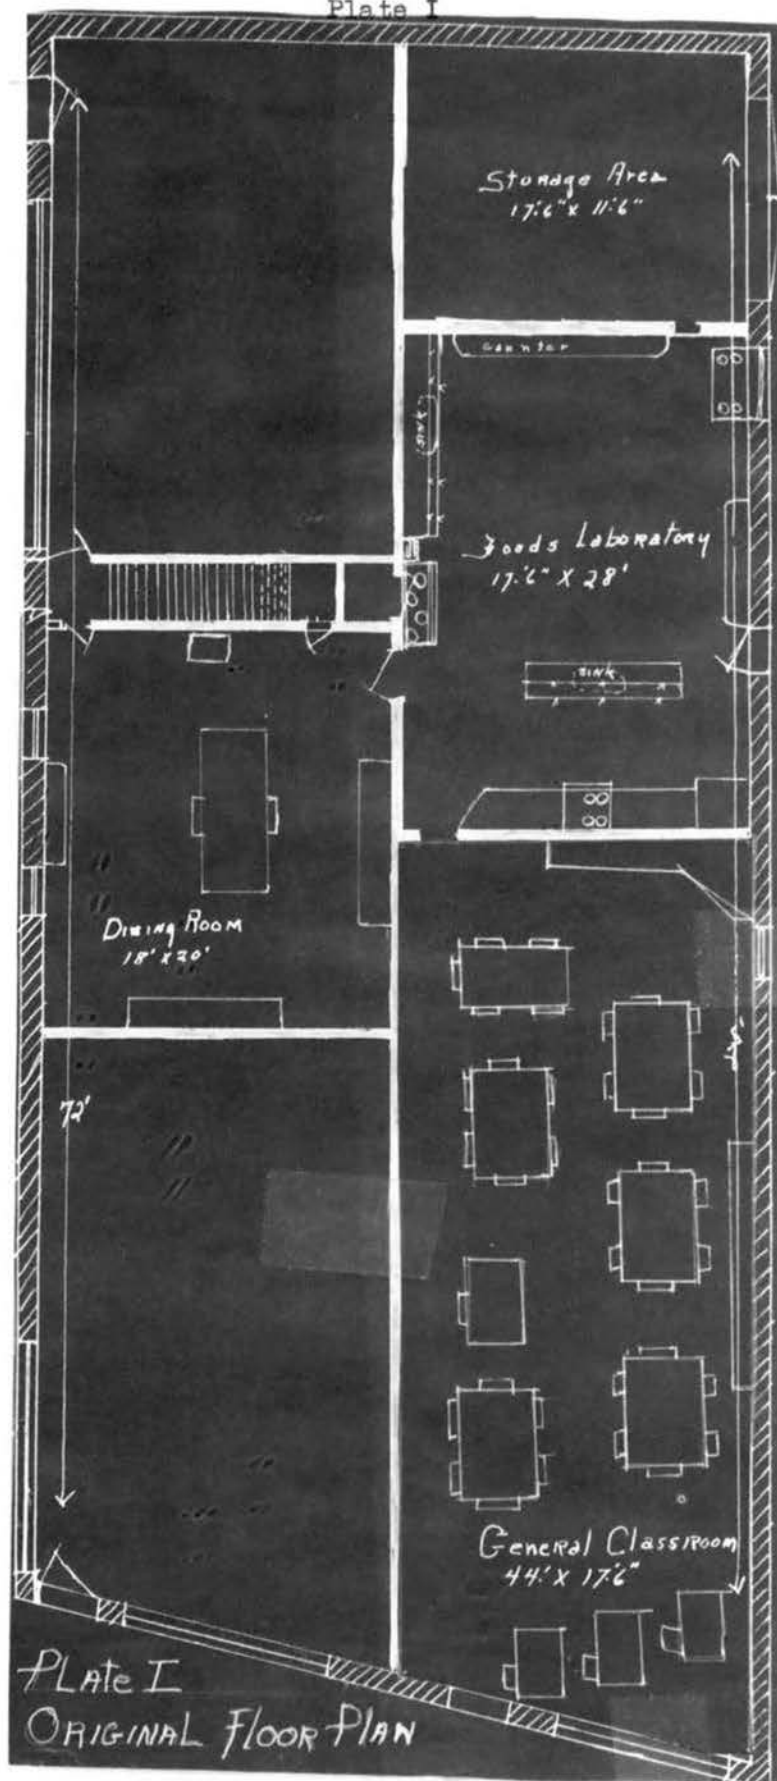 Plate I
Storage Area
17'6" X 11'6"
Counter
SINK
Foods Laboratory
17'6" X 28'
SINK
Dining Room
18' X 20'
72'
General Classroom
44' X 17'6"
PLATE I
ORIGINAL FLOOR PLAN